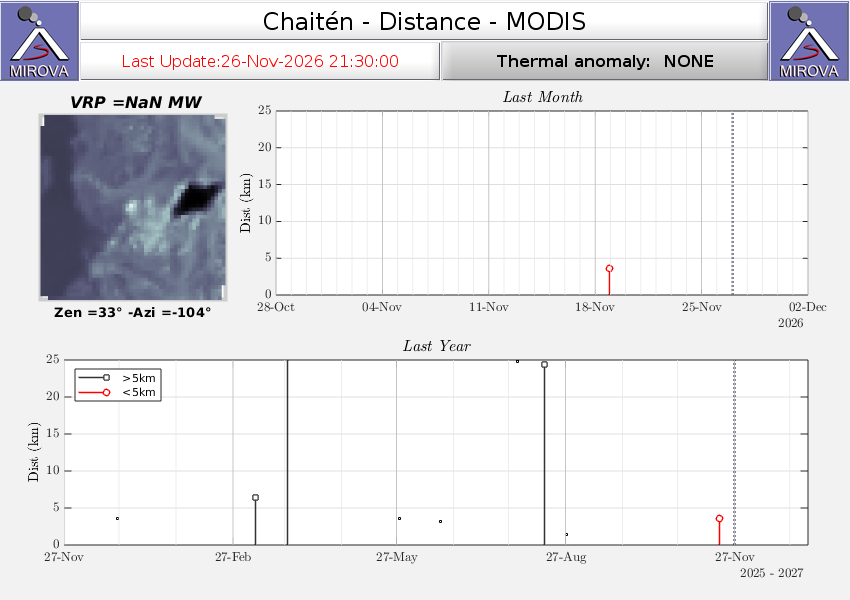 Chaitén - Distance - MODIS
MIROVA
MIROVA
Last Update:26-Nov-2026 21:30:00
Thermal anomaly: NONE
VRP =NaN MW
Zen =33° -Azi =-104°
Last Month
Dist (km)
25
20
15
10
5
0
28-Oct 04-Nov 11-Nov 18-Nov 25-Nov 02-Dec
2026
Last Year
>5km
<5km
Dist (km)
25
20
15
10
5
0
27-Nov 27-Feb 27-May 27-Aug 27-Nov
2025 - 2027